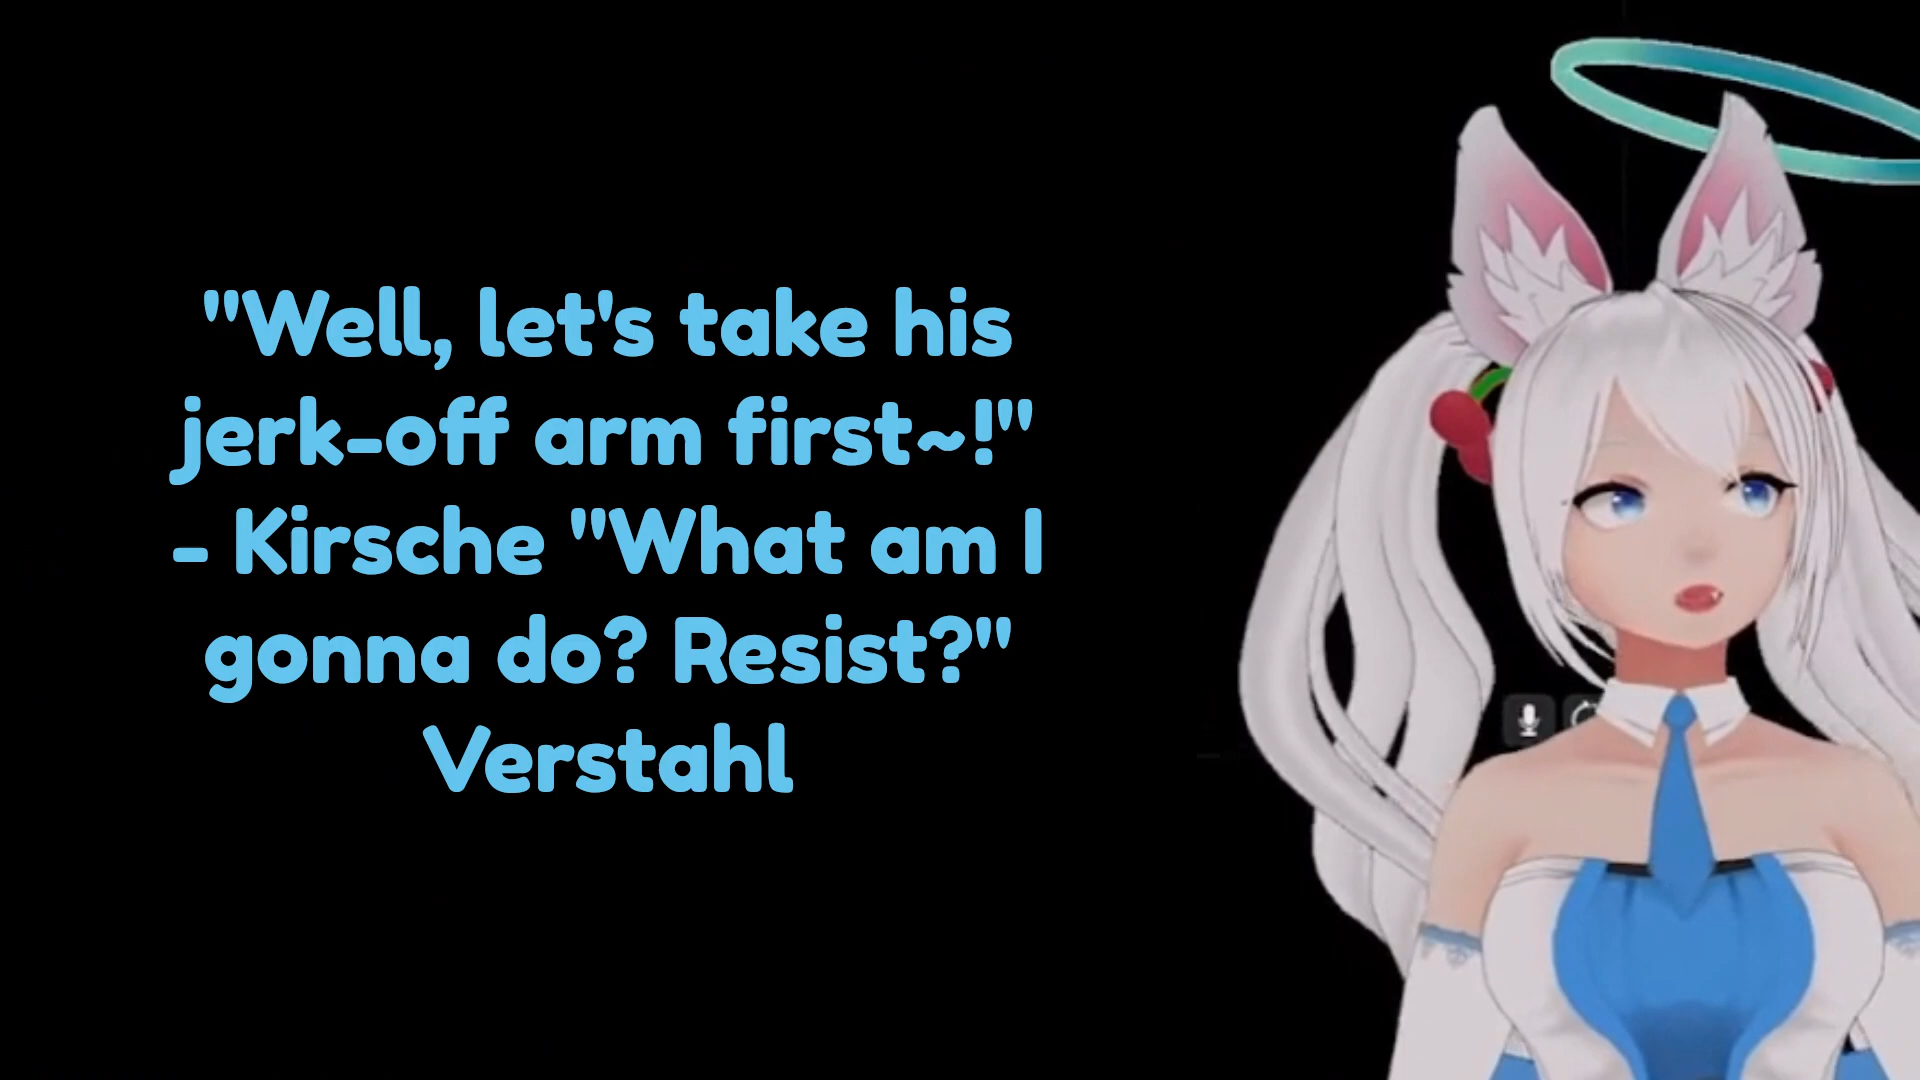 "Well, let's take his
jerk-off arm first~!"
- Kirsche "What am I
gonna do? Resist?"
Verstahl